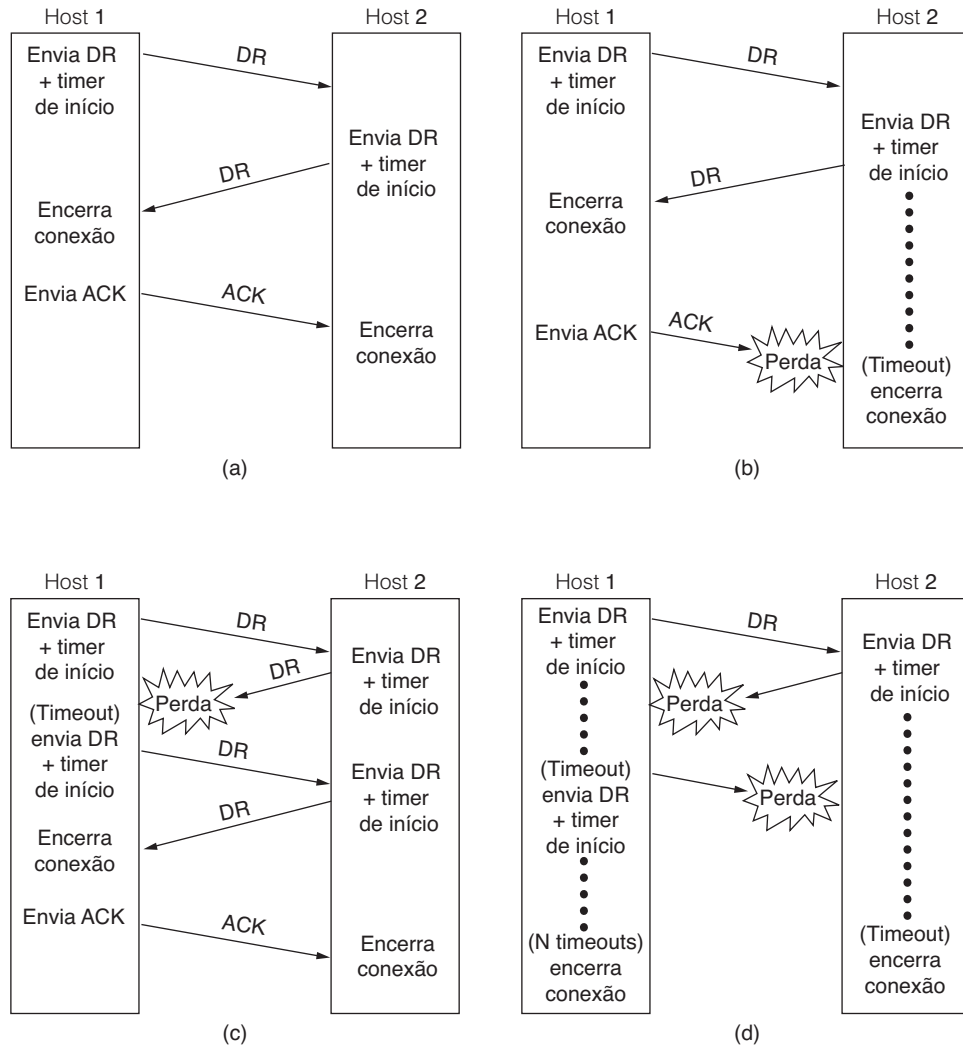 Host 1
Host 2
Envia DR
+ timer
de início
DR
Envia DR
+ timer
de início
DR
Encerra
conexão
Envia ACK
ACK
Encerra
conexão
(a)
Host 1
Host 2
Envia DR
+ timer
de início
DR
Envia DR
+ timer
de início
DR
Encerra
conexão
Envia ACK
ACK
Perda
(Timeout)
encerra
conexão
(b)
Host 1
Host 2
Envia DR
+ timer
de início
DR
Envia DR
+ timer
de início
DR
Perda
(Timeout)
envia DR
+ timer
de início
DR
Envia DR
+ timer
de início
DR
Encerra
conexão
Envia ACK
ACK
Encerra
conexão
(c)
Host 1
Host 2
Envia DR
+ timer
de início
DR
Envia DR
+ timer
de início
Perda
(Timeout)
envia DR
+ timer
de início
Perda
(N timeouts)
encerra
conexão
(Timeout)
encerra
conexão
(d)